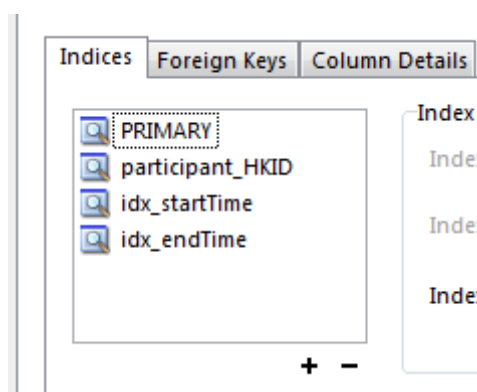 Indices Foreign Keys Column Details
PRIMARY
participant_HKID
idx_startTime
idx_endTime
+ -
Index